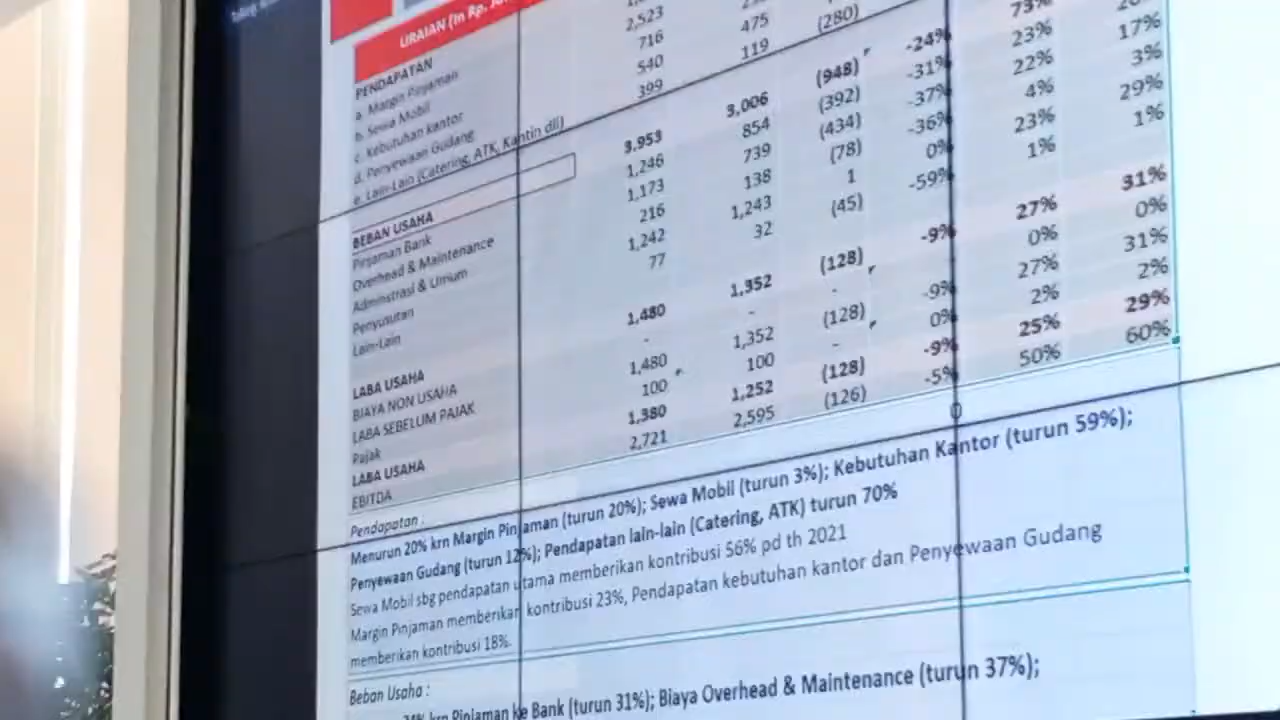 URAIAN (In Rp.
PENDAPATAN
a. Margin Pinjaman
b. Sewa Mobil 2,523
c. Kebutuhan kantor 716
d. Penyewaan Gudang 540 475
e. Lain-Lain (Catering, ATK, Kantin dll) 399 119 (280)
BEBAN USAHA 3,953 3,006 (948) -24% 73%
Pinjaman Bank 1,246 854 (392) -31% 23%
Overhead & Maintenance 1,173 739 (434) -37% 22% 17%
Adminstrasi & Umum 216 138 (78) -36% 4% 3%
Penyusutan 1,242 1,243 1 0% 23% 29%
Lain-Lain 77 32 (45) -59% 1% 1%
LABA USAHA 1,480 1,352 (128) -9% 27% 31%
BIAYA NON USAHA - - - 0% 0%
LABA SEBELUM PAJAK 1,480 1,352 (128) -9% 27% 31%
Pajak 100 100 - 0% 2% 2%
LABA USAHA 1,380 1,252 (128) -9% 25% 29%
EBITDA 2,721 2,595 (126) -5% 50% 60%
Pendapatan :
Menurun 20% krn Margin Pinjaman (turun 20%); Sewa Mobil (turun 3%); Kebutuhan Kantor (turun 59%);
Penyewaan Gudang (turun 12%); Pendapatan lain-lain (Catering, ATK) turun 70%
Sewa Mobil sbg pendapatan utama memberikan kontribusi 56% pd th 2021
Margin Pinjaman memberikan kontribusi 23%, Pendapatan kebutuhan kantor dan Penyewaan Gudang
memberikan kontribusi 18%.
Beban Usaha :
krn Pinjaman ke Bank (turun 31%); Biaya Overhead & Maintenance (turun 37%);